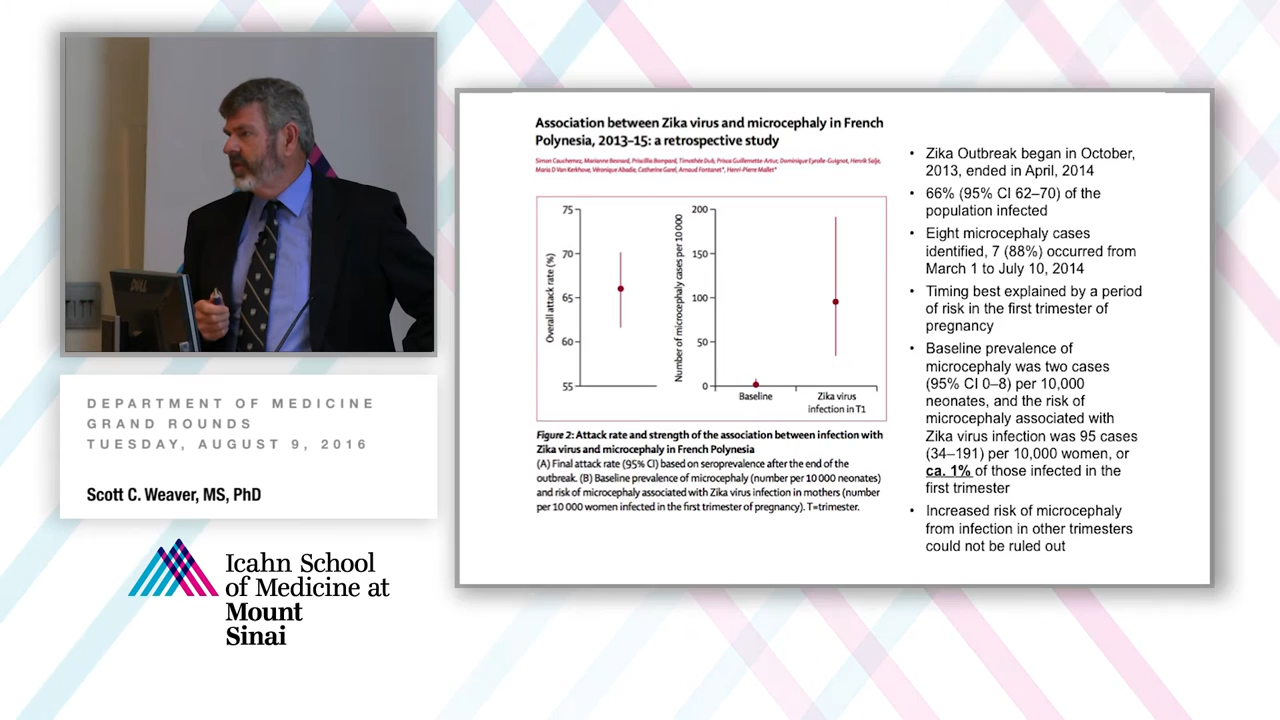 DELL
DEPARTMENT OF MEDICINE
GRAND ROUNDS
TUESDAY, AUGUST 9, 2016
Scott C. Weaver, MS, PhD
Icahn School
of Medicine at
Mount
Sinai
Association between Zika virus and microcephaly in French
Polynesia, 2013–15: a retrospective study
Simon Cauchemez, Marianne Besnard, Priscillia Bompard, Timothée Dub, Prisca Guillemette-Artur, Dominique Eyrolle-Guignot, Henrik Salje,
Maria D Van Kerkhove, Véronique Abadie, Catherine Garel, Arnaud Fontanet*, Henri-Pierre Mallet*
75
70
65
60
55
Overall attack rate (%)
200
150
100
50
0
Number of microcephaly cases per 10 000
Baseline
Zika virus
infection in T1
Figure 2: Attack rate and strength of the association between infection with
Zika virus and microcephaly in French Polynesia
(A) Final attack rate (95% CI) based on seroprevalence after the end of the
outbreak. (B) Baseline prevalence of microcephaly (number per 10 000 neonates)
and risk of microcephaly associated with Zika virus infection in mothers (number
per 10 000 women infected in the first trimester of pregnancy). T=trimester.
• Zika Outbreak began in October,
2013, ended in April, 2014
• 66% (95% CI 62–70) of the
population infected
• Eight microcephaly cases
identified, 7 (88%) occurred from
March 1 to July 10, 2014
• Timing best explained by a period
of risk in the first trimester of
pregnancy
• Baseline prevalence of
microcephaly was two cases
(95% CI 0–8) per 10,000
neonates, and the risk of
microcephaly associated with
Zika virus infection was 95 cases
(34–191) per 10,000 women, or
ca. 1% of those infected in the
first trimester
• Increased risk of microcephaly
from infection in other trimesters
could not be ruled out